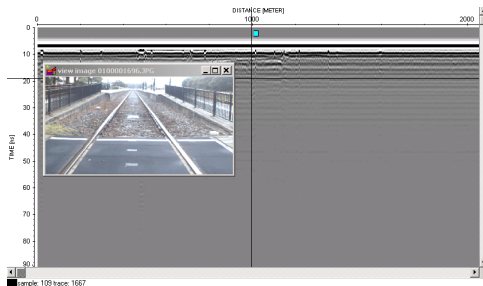 DISTANCE [METER]
0 1000 2000
0
10
view image 0100001696.JPG
20
30
40
50
60
70
80
90
TIME [ns]
sample: 109 trace: 1667